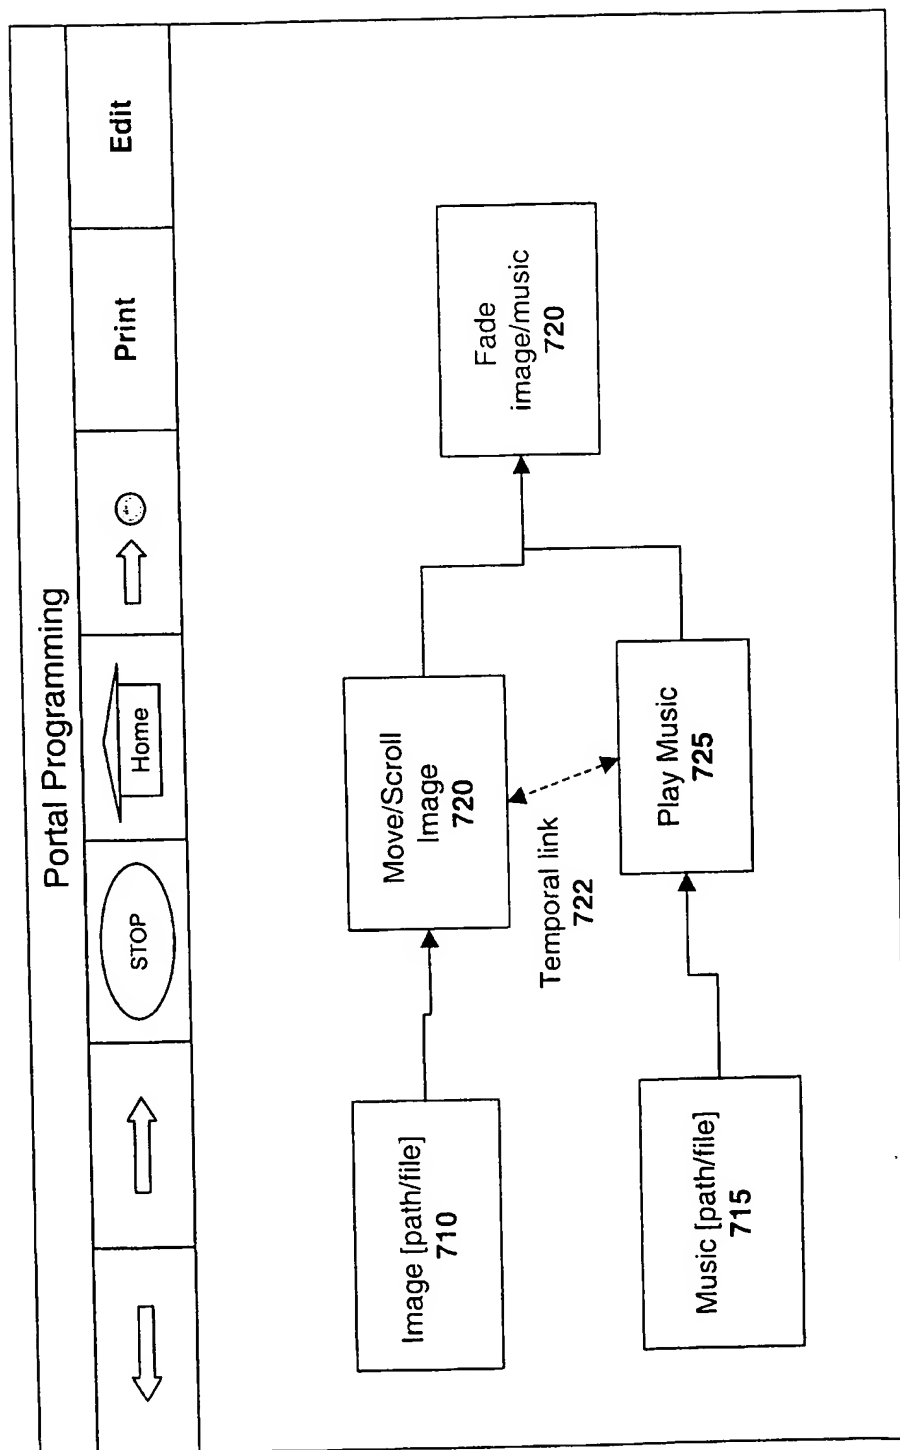 Portal Programming
STOP
Home
Print
Edit
Image [path/file]
710
Move/Scroll
Image
720
Temporal link
722
Music [path/file]
715
Play Music
725
Fade
image/music
720